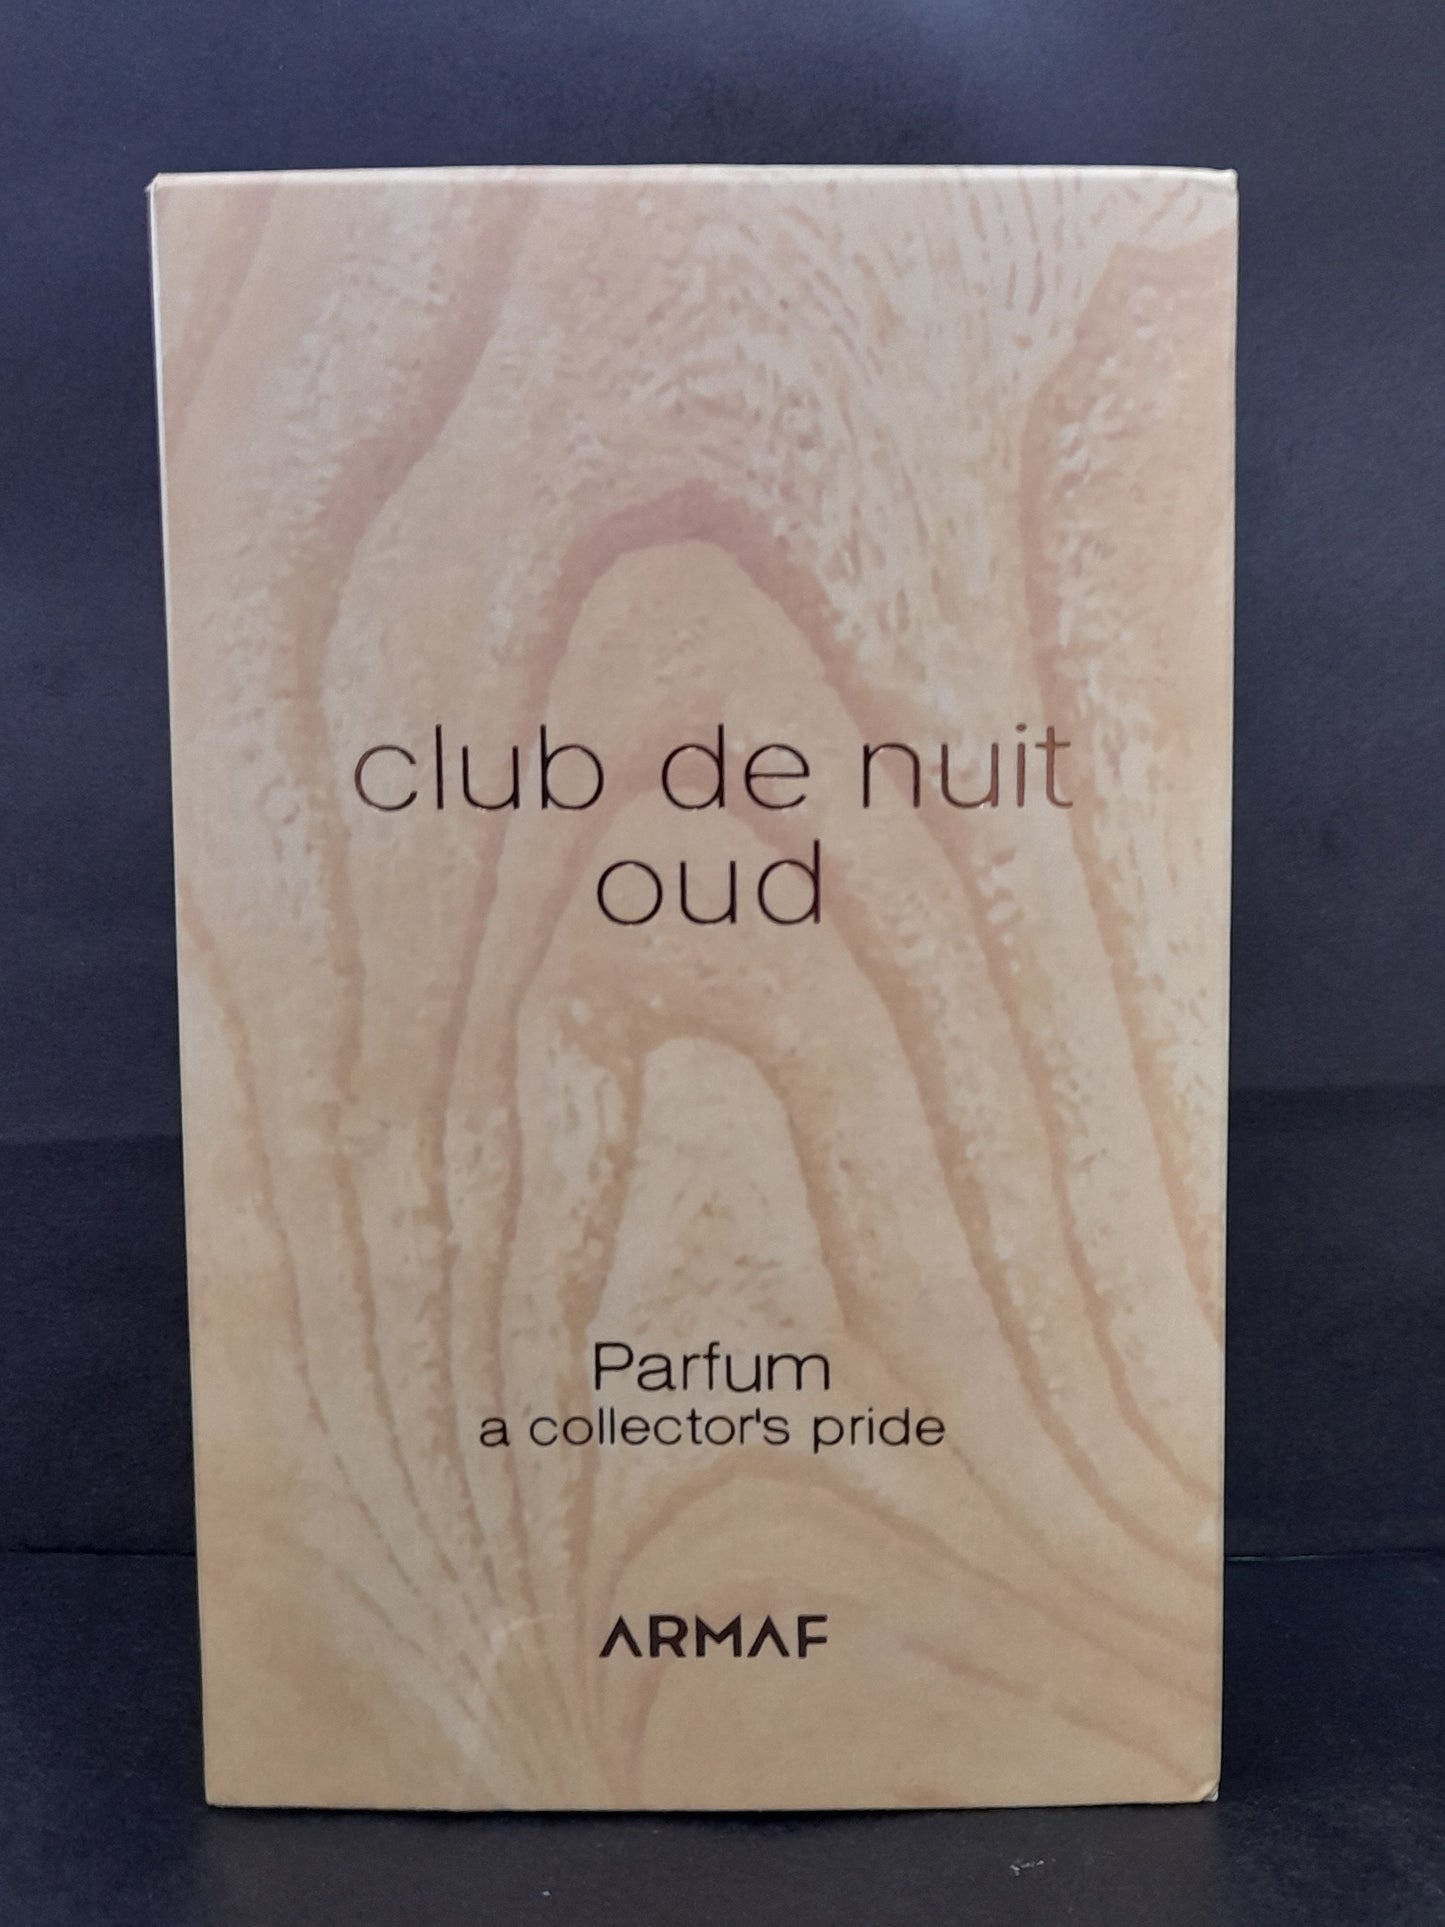 club de nuit
oud
Parfum
a collector's pride
ARMAF